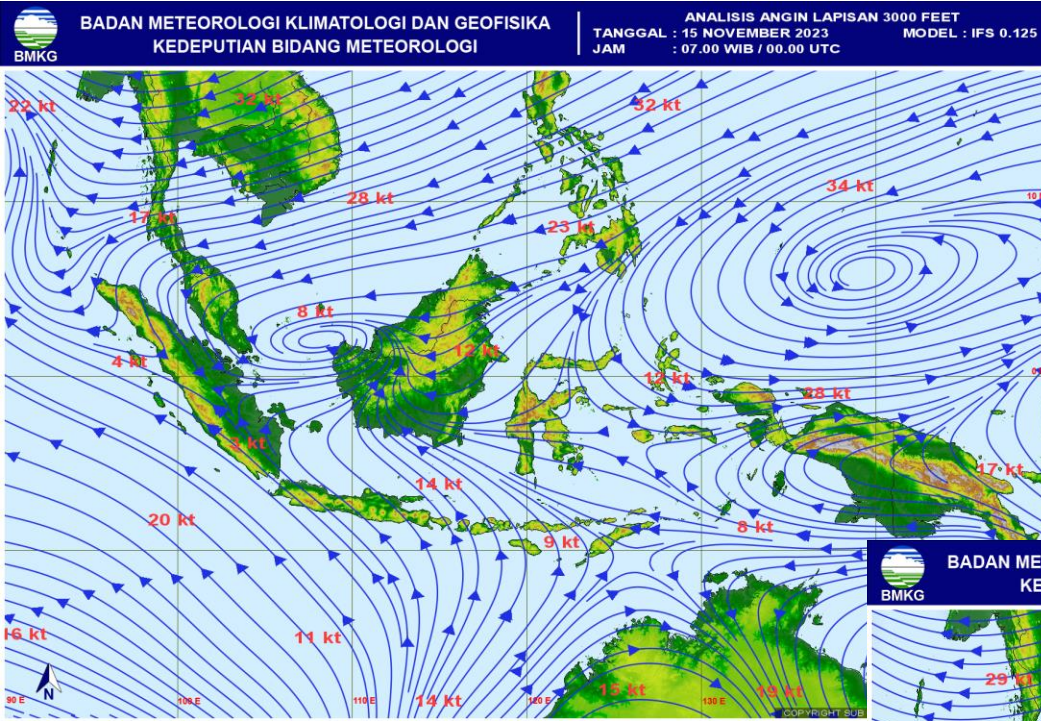 BMKG
BADAN METEOROLOGI KLIMATOLOGI DAN GEOFISIKA
KEDEPUTIAN BIDANG METEOROLOGI
ANALISIS ANGIN LAPISAN 3000 FEET
TANGGAL : 15 NOVEMBER 2023 MODEL : IFS 0.125
JAM : 07.00 WIB / 00.00 UTC
22 kt
32 kt
32 kt
34 kt
28 kt
10
17 kt
23 kt
8 kt
12 kt
4 kt
12 kt
28 kt
3 kt
17 kt
14 kt
20 kt
8 kt
9 kt
16 kt
11 kt
14 kt
15 kt
19 kt
N
90 E
100 E
110 E
120 E
130 E
COPYRIGHT SUB
BMKG
BADAN ME
KE
29 kt